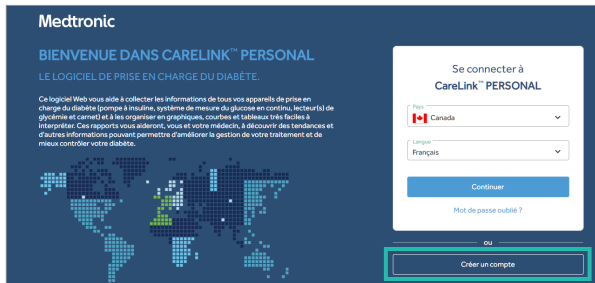 Medtronic
BIENVENUE DANS CARELINK™ PERSONAL
LE LOGICIEL DE PRISE EN CHARGE DU DIABÈTE.
Ce logiciel Web vous aide à collecter les informations de tous vos appareils de prise en
charge du diabète (pompe à insuline, système de mesure du glucose en continu, lecteur(s) de
glycémie et carnet) et à les organiser en graphiques, courbes et tableaux très faciles à
interpréter. Ces rapports vous aideront, vous et votre médecin, à découvrir des tendances et
d'autres informations pouvant permettre d'améliorer la gestion de votre traitement et de
mieux contrôler votre diabète.
Se connecter à
CareLink™ PERSONAL
Pays
Canada
Langue
Français
Continuer
Mot de passe oublié ?
ou
Créer un compte